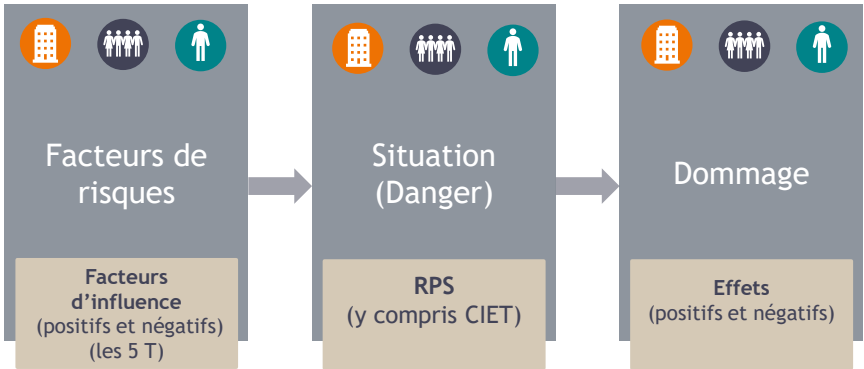 Facteurs de
risques
Facteurs
d’influence
(positifs et négatifs)
(les 5 T)
Situation
(Danger)
RPS
(y compris CIET)
Dommage
Effets
(positifs et négatifs)